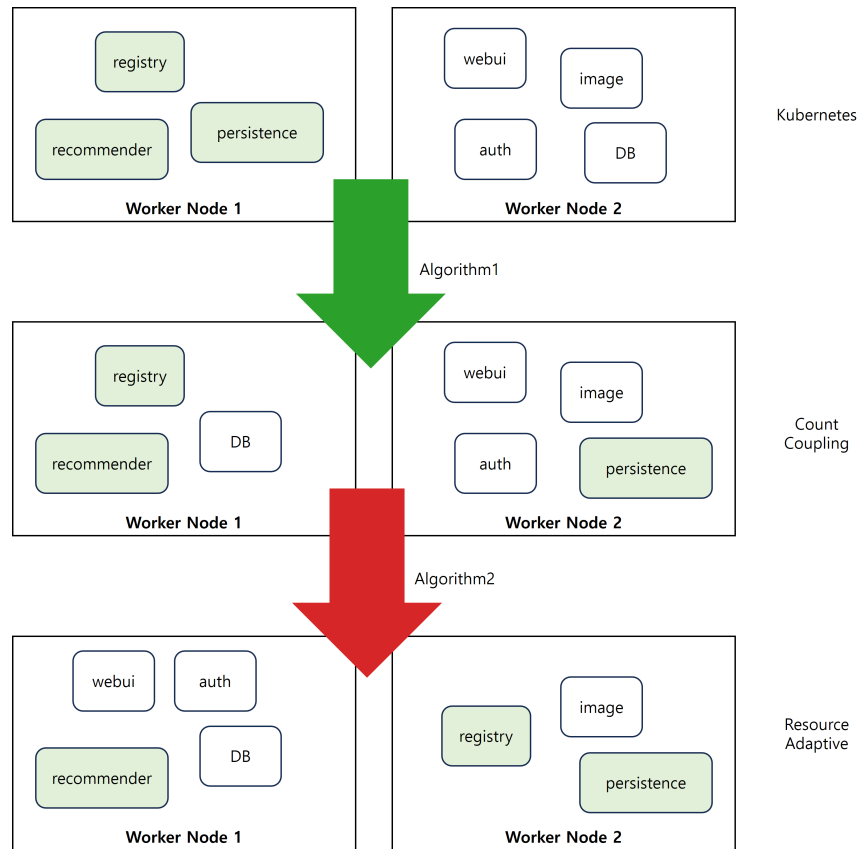 registry
recommender
persistence
Worker Node 1
webui
image
auth
DB
Worker Node 2
Kubernetes
Algorithm1
registry
recommender
DB
Worker Node 1
webui
image
auth
persistence
Worker Node 2
Count
Coupling
Algorithm2
webui
auth
recommender
DB
Worker Node 1
image
registry
persistence
Worker Node 2
Resource
Adaptive